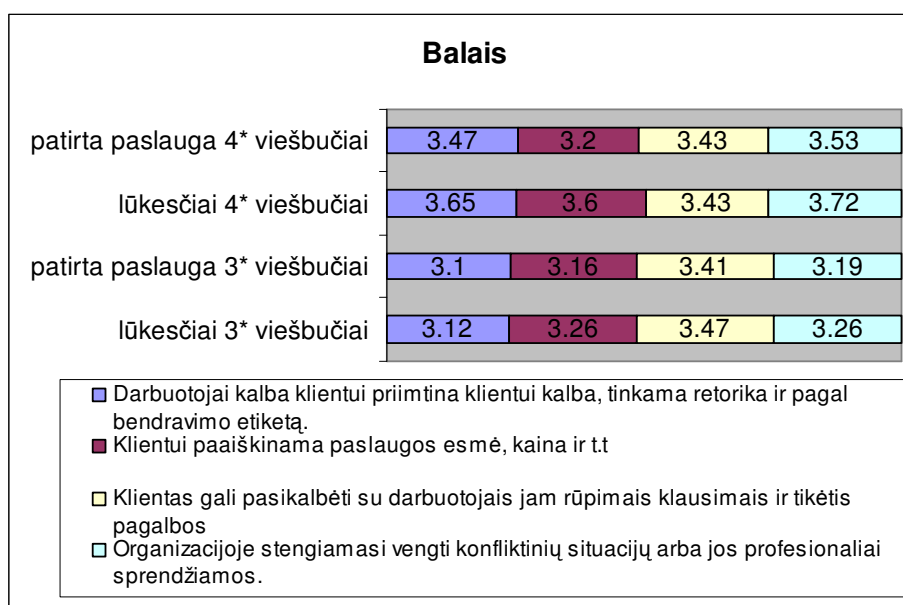 Balais
patirta paslauga 4* viešbučiai 3.47 3.2 3.43 3.53
lūkesčiai 4* viešbučiai 3.65 3.6 3.43 3.72
patirta paslauga 3* viešbučiai 3.1 3.16 3.41 3.19
lūkesčiai 3* viešbučiai 3.12 3.26 3.47 3.26
Darbuotojai kalba klientui priimtina klientui kalba, tinkama retorika ir pagal
bendravimo etiketą.
Klientui paaiškinama paslaugos esmė, kaina ir t.t
Klientas gali pasikalbėti su darbuotojais jam rūpimais klausimais ir tikėtis
pagalbos
Organizacijoje stengiamasi vengti konfliktinių situacijų arba jos profesionaliai
sprendžiamos.